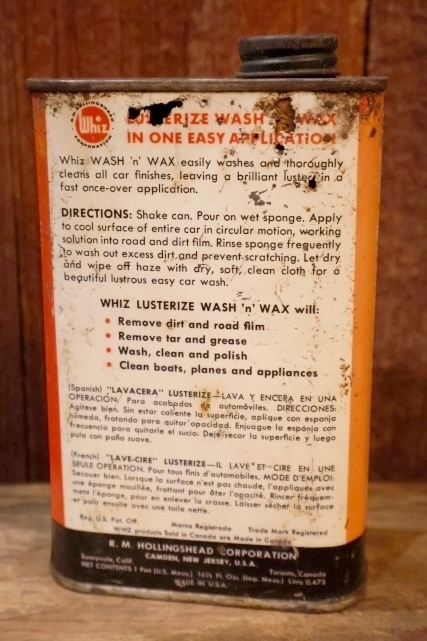 HOLLINGSHEAD
Whiz
CORPORATION
LUSTERIZE WASH 'n' WAX
IN ONE EASY APPLICATION
Whiz WASH 'n' WAX easily washes and thoroughly
cleans all car finishes, leaving a brilliant luster in a
fast once-over application.
DIRECTIONS: Shake can. Pour on wet sponge. Apply
to cool surface of entire car in circular motion, working
solution into road and dirt film. Rinse sponge frequently
to wash out excess dirt and prevent scratching. Let dry
and wipe off haze with dry, soft, clean cloth for a
beautiful lustrous easy car wash.
WHIZ LUSTERIZE WASH 'n' WAX will:
• Remove dirt and road film
• Remove tar and grease
• Wash, clean and polish
• Clean boats, planes and appliances
(Spanish) "LAVACERA" LUSTERIZE—LAVA Y ENCERA EN UNA
OPERACIÓN. Para acabados de automóviles. DIRECCIONES:
Agitese bien. Sin estar caliente la superficie, aplique con esponja
húmeda, frotando para quitar opacidad. Enjuague la esponja con
frecuencia para quitarle el sucio. Deje secar la superficie y luego
pula con paño suave.
(French) "LAVE-CIRE" LUSTERIZE—IL LAVE ET CIRE EN UNE
SEULE OPERATION. Pour tous finis d'automobiles. MODE D'EMPLOI:
Secouer bien. Lorsque la surface n'est pas chaude, l'appliquez avec
une éponge mouillée, frottant pour ôter l'opacité. Rincer fréquem-
ment l'éponge, pour en enlever la crasse. Laisser sécher la surface
et polir ensuite avec une toile nette.
Reg. U.S. Pat. Off. Marca Registrada Trade Mark Registered
WHIZ products Sold in Canada are Made in Canada
R. M. HOLLINGSHEAD CORPORATION
CAMDEN, NEW JERSEY, U.S.A.
Sunnyvale, Calif. Toronto, Canada
NET CONTENTS 1 Pint (U.S. Meas.) 16½ Fl. Ozs. (Imp. Meas.) Litro 0.473
MADE IN U.S.A.